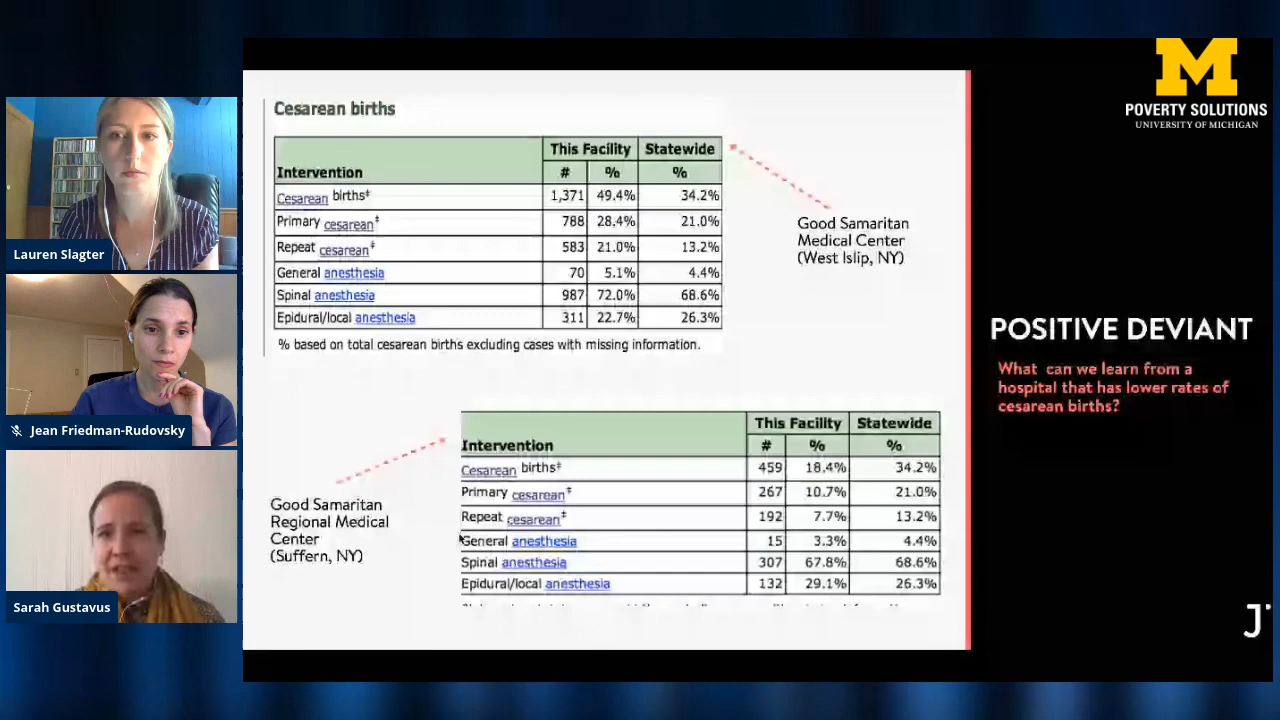 Lauren Slagter
Jean Friedman-Rudovsky
Sarah Gustavus
Cesarean births
This Facility Statewide
Intervention # % %
Cesarean births‡ 1,371 49.4% 34.2%
Primary cesarean‡ 788 28.4% 21.0%
Repeat cesarean‡ 583 21.0% 13.2%
General anesthesia 70 5.1% 4.4%
Spinal anesthesia 987 72.0% 68.6%
Epidural/local anesthesia 311 22.7% 26.3%
% based on total cesarean births excluding cases with missing information.
Good Samaritan
Medical Center
(West Islip, NY)
Good Samaritan
Regional Medical
Center
(Suffern, NY)
This Facility Statewide
Intervention # % %
Cesarean births‡ 459 18.4% 34.2%
Primary cesarean‡ 267 10.7% 21.0%
Repeat cesarean‡ 192 7.7% 13.2%
General anesthesia 15 3.3% 4.4%
Spinal anesthesia 307 67.8% 68.6%
Epidural/local anesthesia 132 29.1% 26.3%
M
POVERTY SOLUTIONS
UNIVERSITY OF MICHIGAN
POSITIVE DEVIANT
What can we learn from a
hospital that has lower rates of
cesarean births?
J